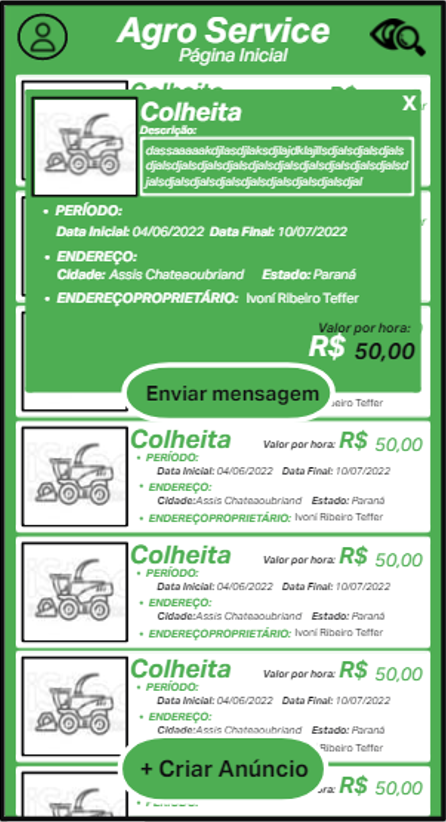 Agro Service
Página Inicial
Colheita
R$
X
Colheita
Descrição:
dassaaaaakdjlasdjlaksdjlajdklajllsdjalsdjalsdjals
djalsdjalsdjalsdjalsdjalsdjalsdjalsdjalsdjalsdjalsd
jalsdjalsdjalsdjalsdjalsdjalsdjalsdjalsdjal
• PERÍODO:
Data Inicial: 04/06/2022 Data Final: 10/07/2022
• ENDEREÇO:
Cidade: Assis Chateaoubriand Estado: Paraná
• ENDEREÇOPROPRIETÁRIO: Ivoní Ribeiro Teffer
Valor por hora:
R$ 50,00
Enviar mensagem
Teffer
Colheita Valor por hora: R$ 50,00
• PERÍODO:
Data Inicial: 04/06/2022 Data Final: 10/07/2022
• ENDEREÇO:
Cidade:Assis Chateaoubriand Estado: Paraná
• ENDEREÇOPROPRIETÁRIO: Ivoní Ribeiro Teffer
Colheita Valor por hora: R$ 50,00
• PERÍODO:
Data Inicial: 04/06/2022 Data Final: 10/07/2022
• ENDEREÇO:
Cidade:Assis Chateaoubriand Estado: Paraná
• ENDEREÇOPROPRIETÁRIO: Ivoní Ribeiro Teffer
Colheita Valor por hora: R$ 50,00
• PERÍODO:
Data Inicial: 04/06/2022 Data Final: 10/07/2022
• ENDEREÇO:
Cidade:Assis Chateaoubriand Estado: Paraná
Ribeiro Teffer
+ Criar Anúncio
R$ 50,00